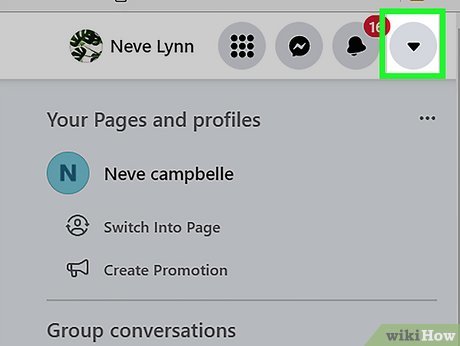 Neve Lynn
16
Your Pages and profiles
N
Neve campbelle
Switch Into Page
Create Promotion
Group conversations
wikiHow